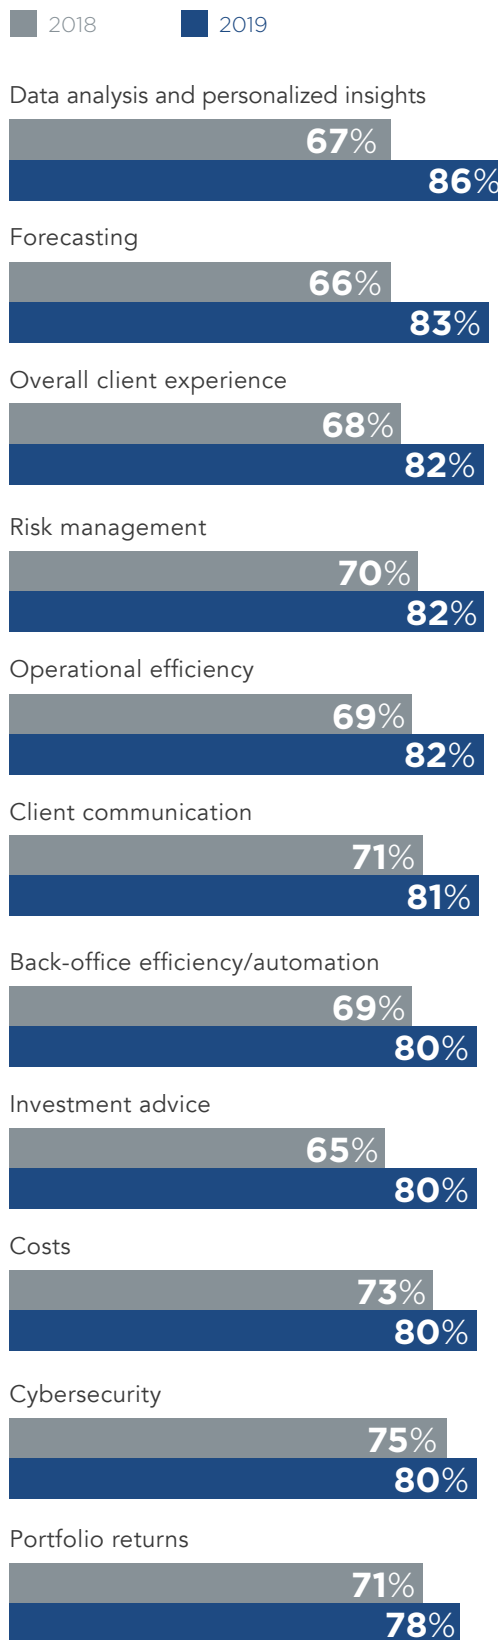 2018 2019
Data analysis and personalized insights
67%
86%
Forecasting
66%
83%
Overall client experience
68%
82%
Risk management
70%
82%
Operational efficiency
69%
82%
Client communication
71%
81%
Back-office efficiency/automation
69%
80%
Investment advice
65%
80%
Costs
73%
80%
Cybersecurity
75%
80%
Portfolio returns
71%
78%